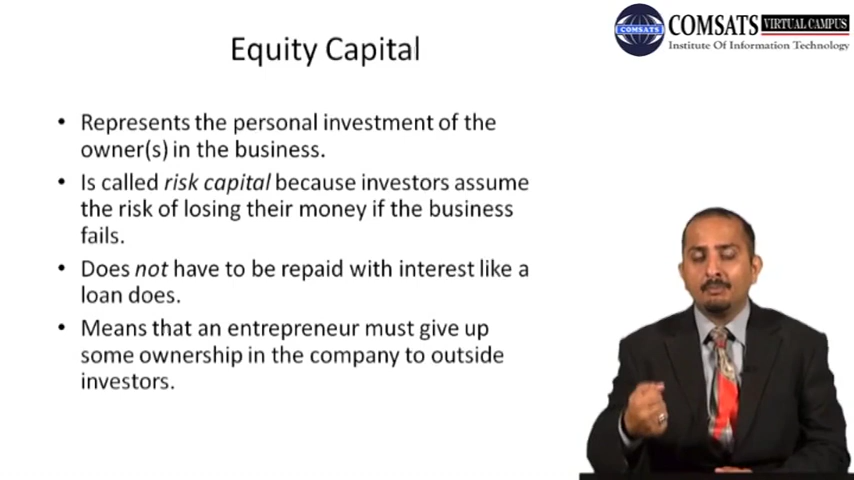 Equity Capital
COMSATS VIRTUAL CAMPUS
Institute Of Information Technology
COMSATS
• Represents the personal investment of the
owner(s) in the business.
• Is called risk capital because investors assume
the risk of losing their money if the business
fails.
• Does not have to be repaid with interest like a
loan does.
• Means that an entrepreneur must give up
some ownership in the company to outside
investors.